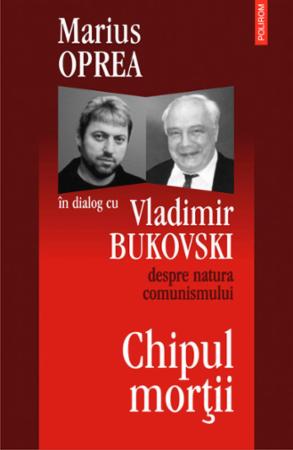 POLIROM
Marius
OPREA
în dialog cu
Vladimir
BUKOVSKI
despre natura
comunismului
Chipul
morţii